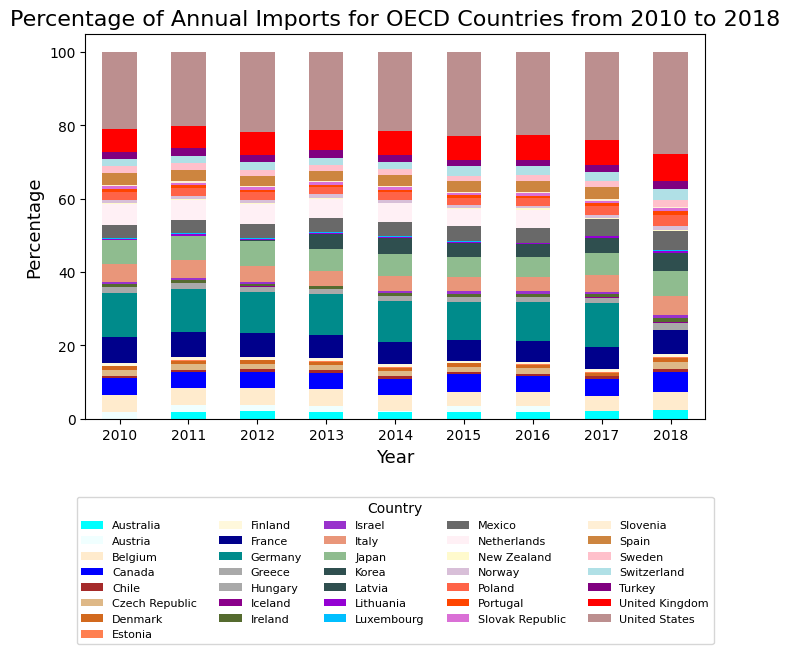 Percentage of Annual Imports for OECD Countries from 2010 to 2018
100
80
60
40
20
0
Percentage
2010 2011 2012 2013 2014 2015 2016 2017 2018
Year
Country
Australia Finland Israel Mexico Slovenia
Austria France Italy Netherlands Spain
Belgium Germany Japan New Zealand Sweden
Canada Greece Korea Norway Switzerland
Chile Hungary Latvia Poland Turkey
Czech Republic Iceland Lithuania Portugal United Kingdom
Denmark Ireland Luxembourg Slovak Republic United States
Estonia